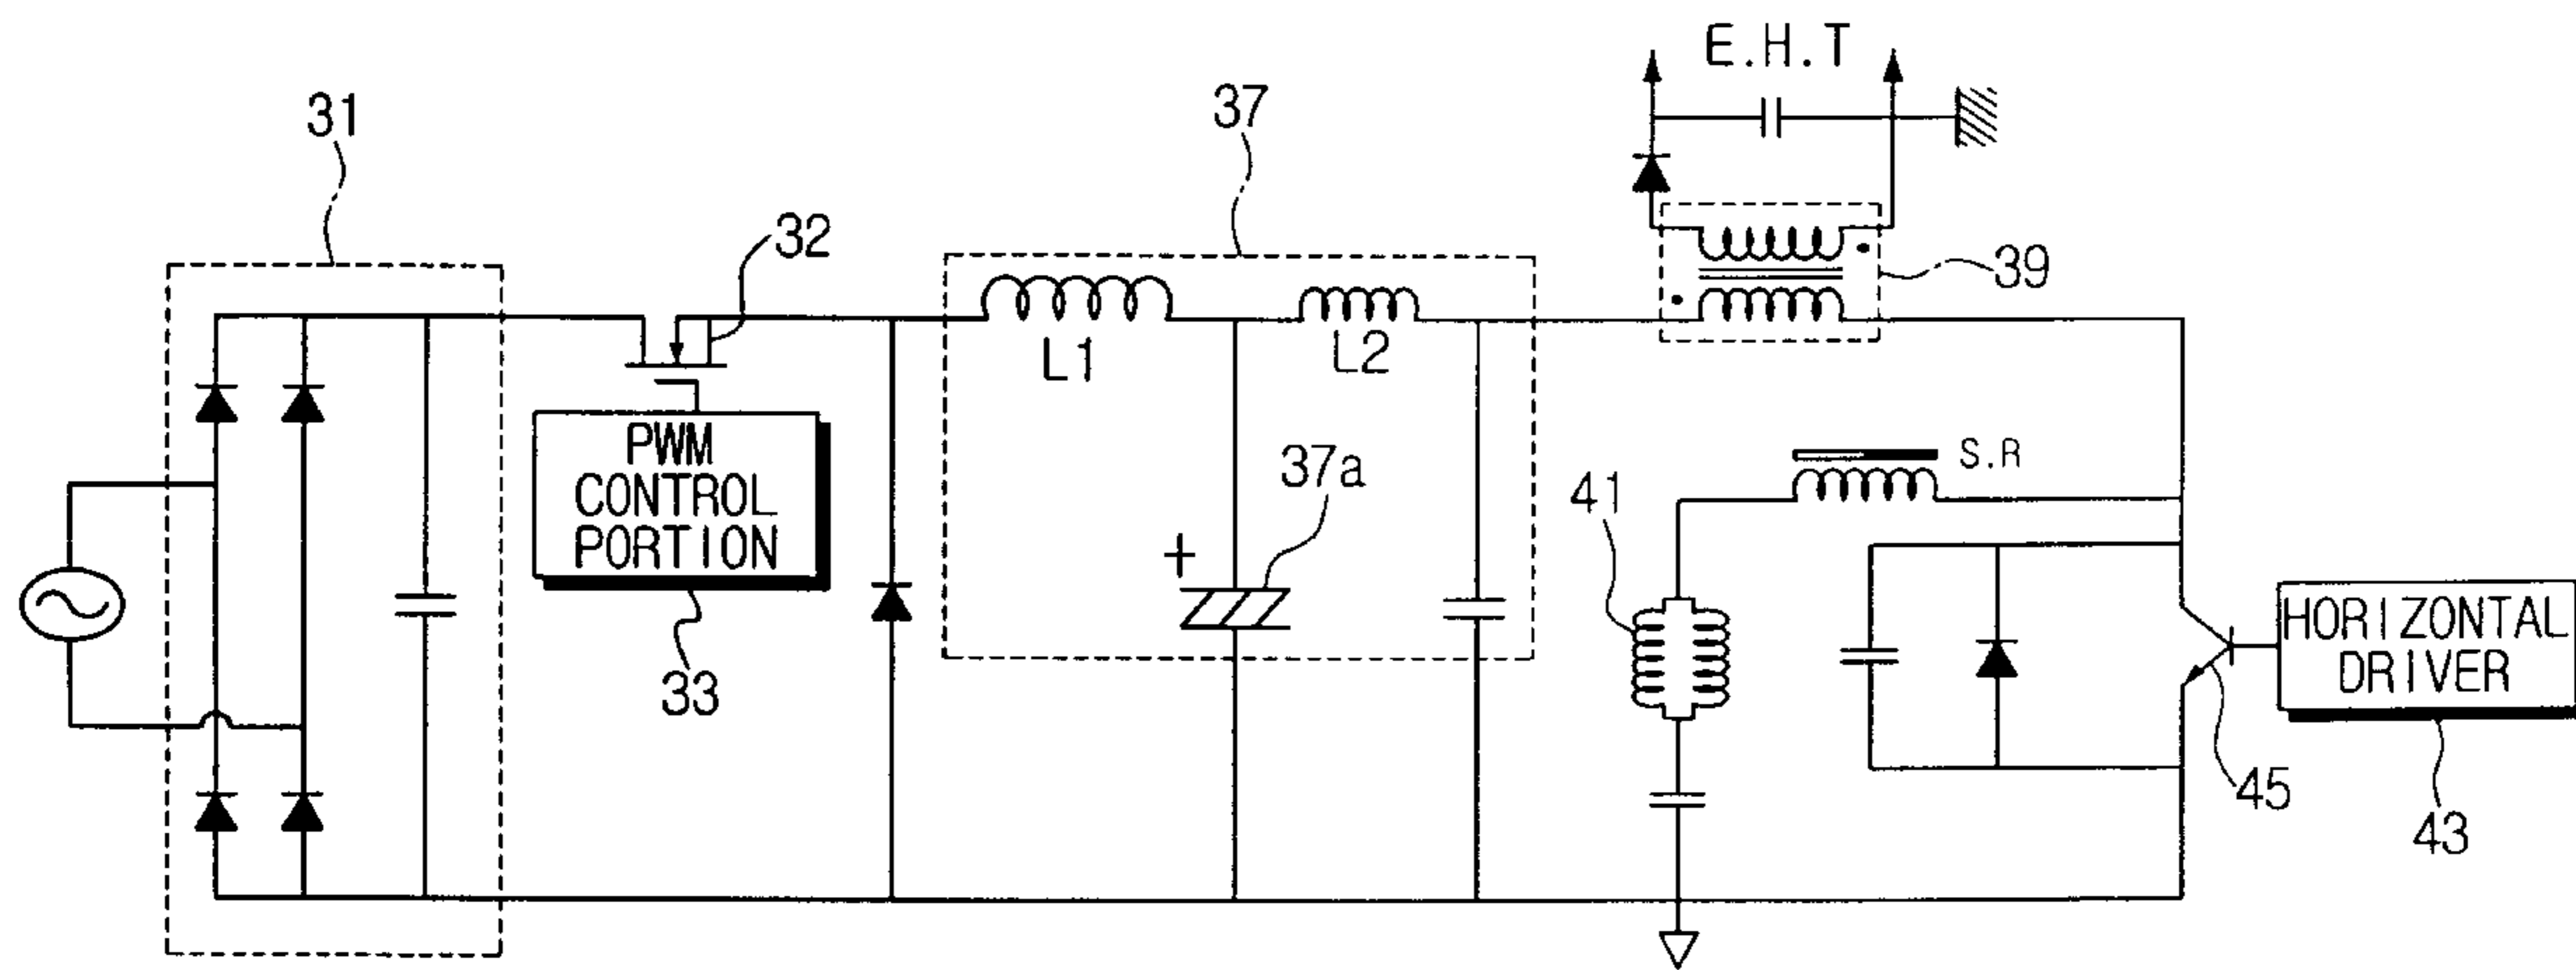 E.H.T
31
37
32
39
L1
L2
PWM
CONTROL
PORTION
33
+
37a
S.R
41
HORIZONTAL
DRIVER
45
43